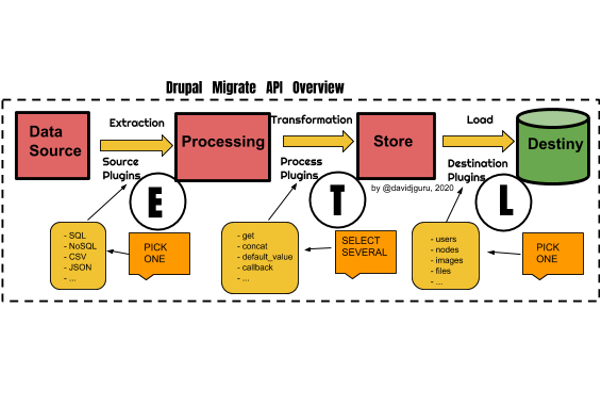 Drupal Migrate API Overview
Data
Source
Extraction
Source
Plugins
E
Processing
Transformation
Process
Plugins
T
Store
by @davidjguru, 2020
Load
Destination
Plugins
L
Destiny
- SQL
- NoSQL
- CSV
- JSON
- ...
PICK
ONE
- get
- concat
- default_value
- callback
- ...
SELECT
SEVERAL
- users
- nodes
- images
- files
- ...
PICK
ONE